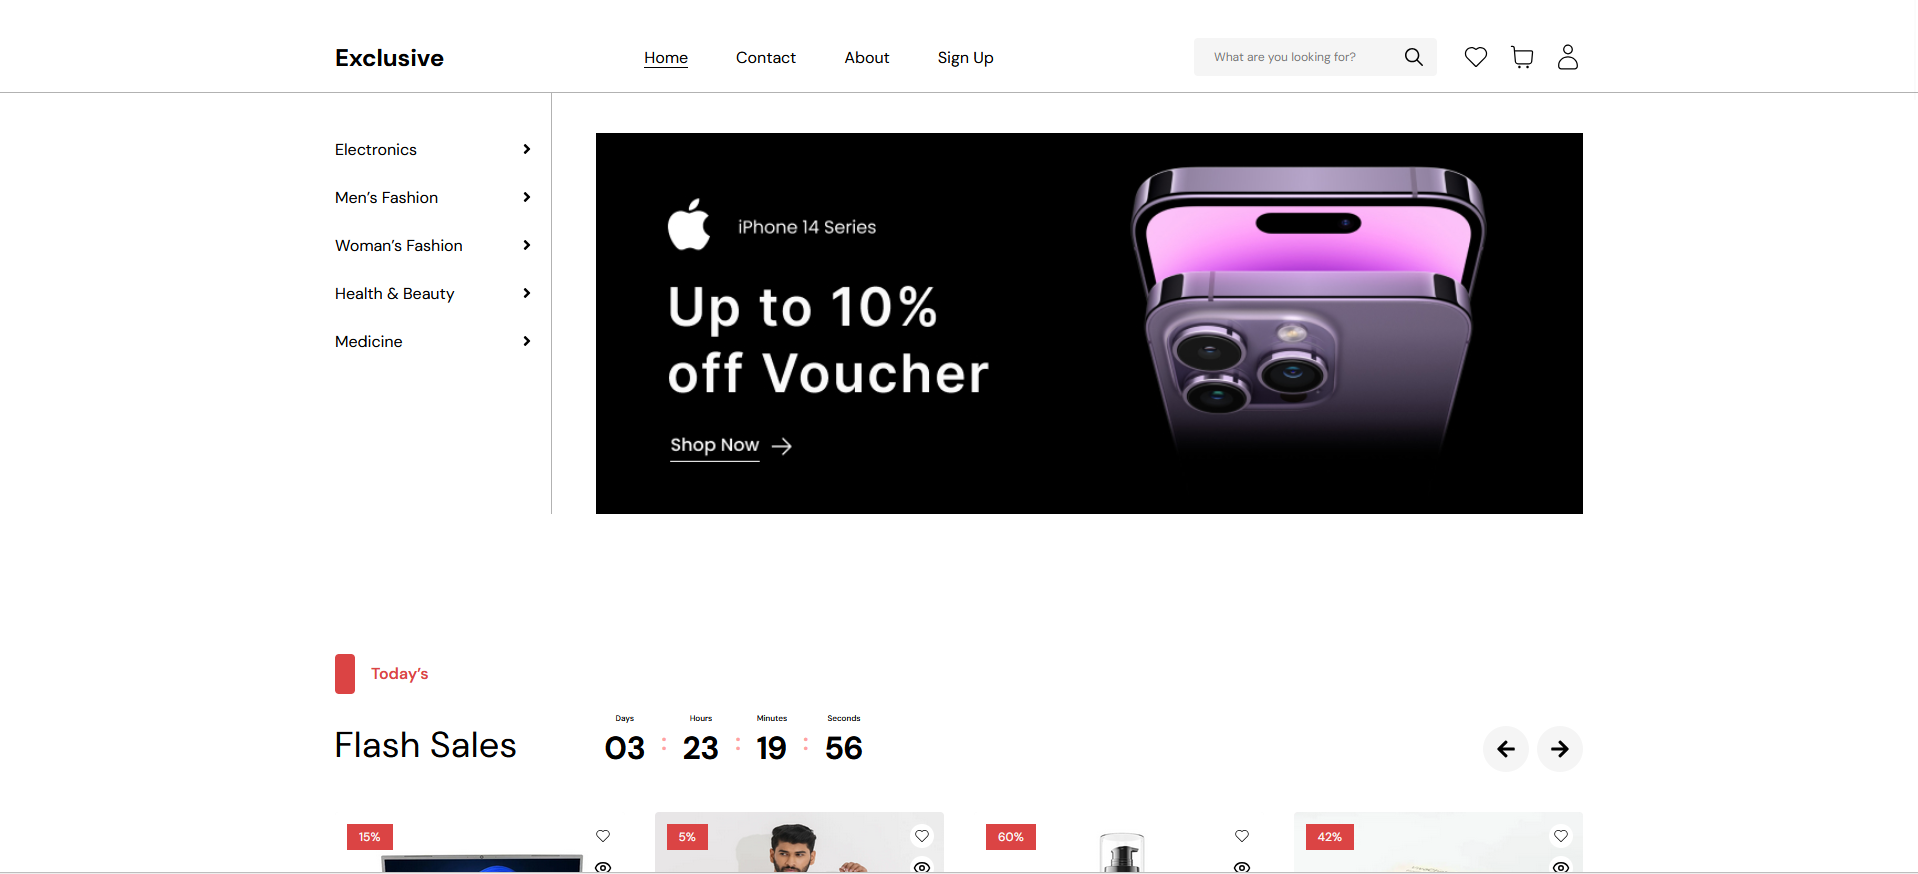 Exclusive
Home
Contact
About
Sign Up
What are you looking for?
Electronics
Men’s Fashion
Woman’s Fashion
Health & Beauty
Medicine
iPhone 14 Series
Up to 10%
off Voucher
Shop Now
Today’s
Flash Sales
Days
Hours
Minutes
Seconds
03 : 23 : 19 : 56
15%
5%
60%
42%